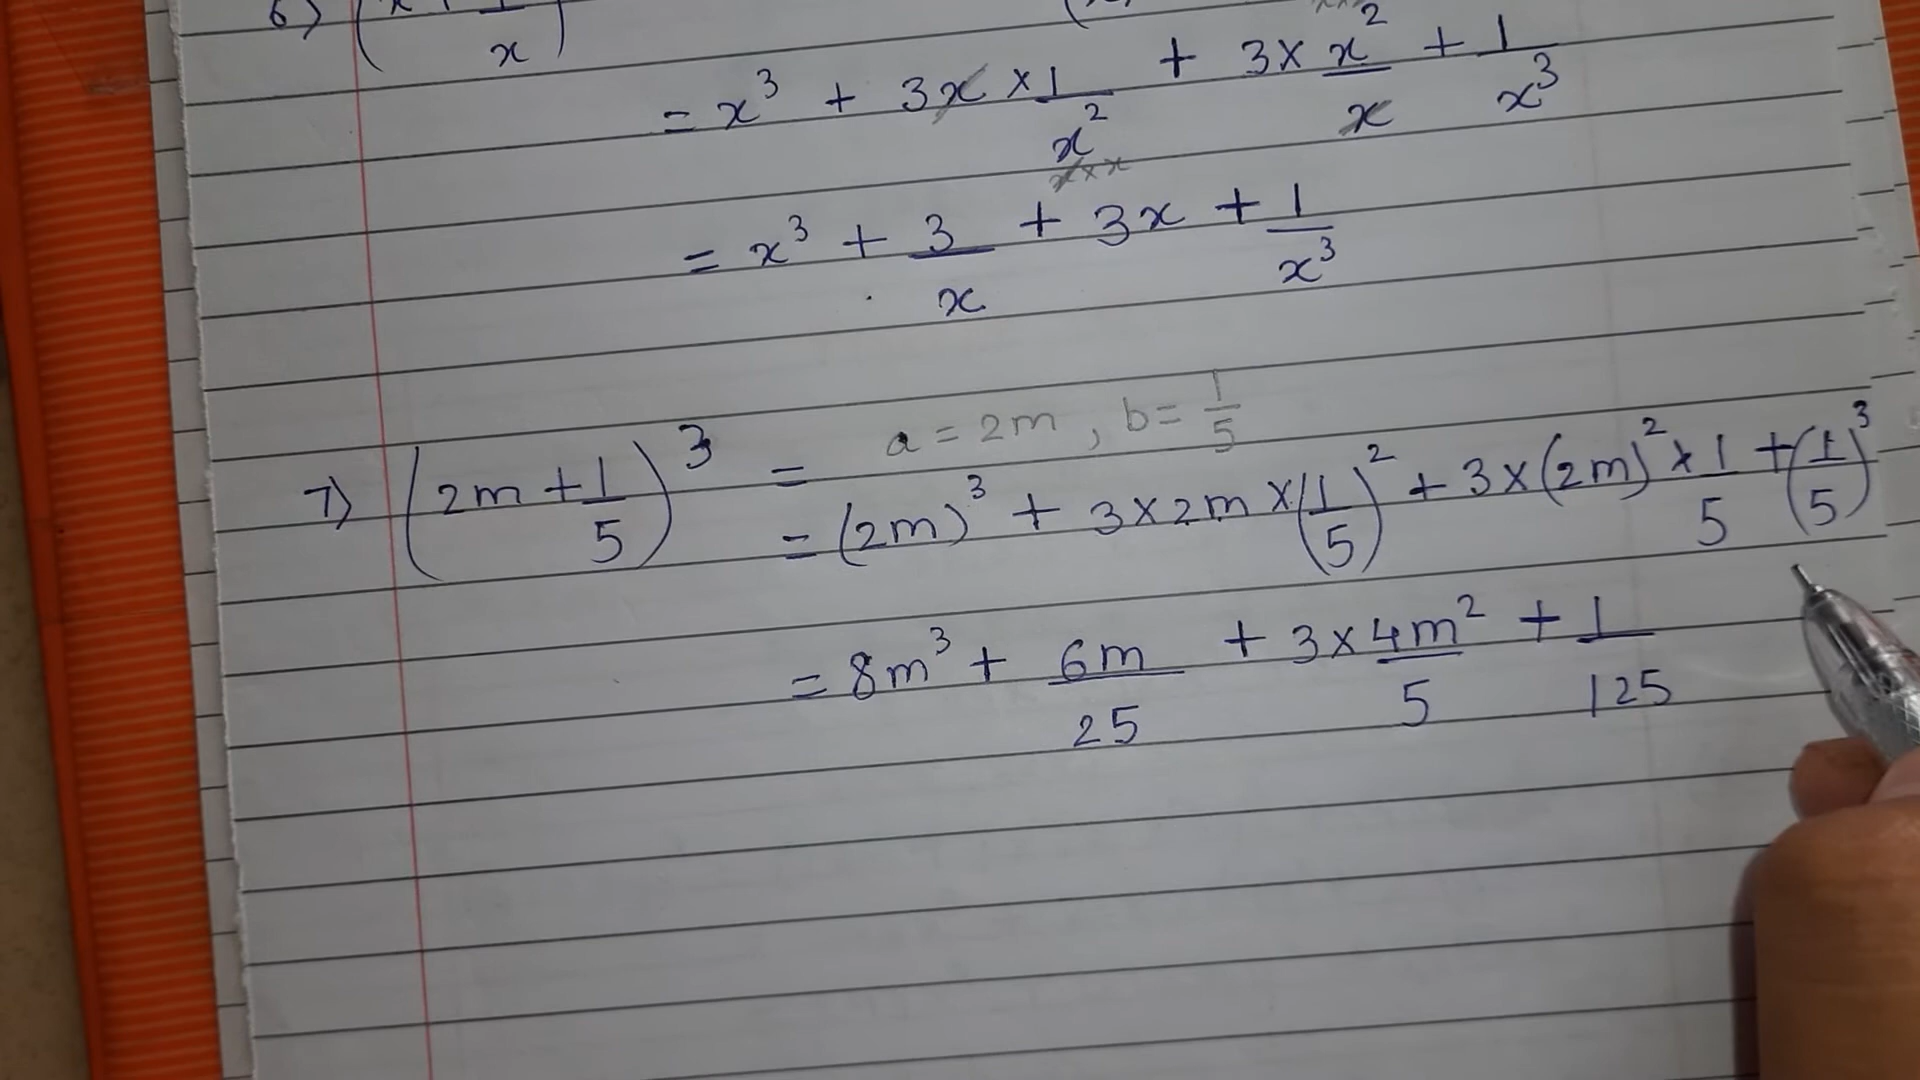 6) (x + 1/x)
= x³ + 3x × 1/x² + 3 × x²/x + 1/x³
x × x
= x³ + 3/x + 3x + 1/x³
a = 2m , b = 1/5
7) (2m + 1/5)³ =
= (2m)³ + 3 × 2m × (1/5)² + 3 × (2m)² × 1/5 + (1/5)³
= 8m³ + 6m/25 + 3 × 4m²/5 + 1/125